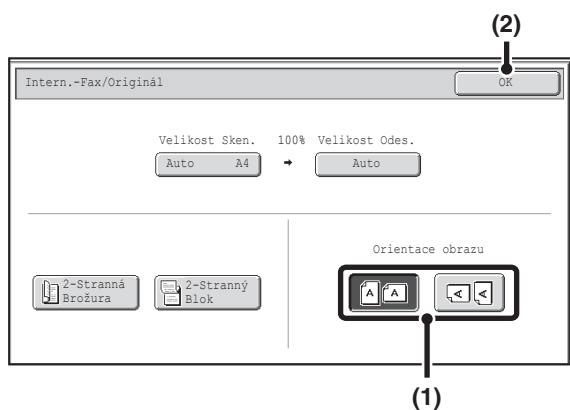 (2)
Intern.-Fax/Originál
OK
Velikost Sken. 100% Velikost Odes.
Auto A4 → Auto
Orientace obrazu
2-Stranná
Brožura
2-Stranný
Blok
A A A A
(1)